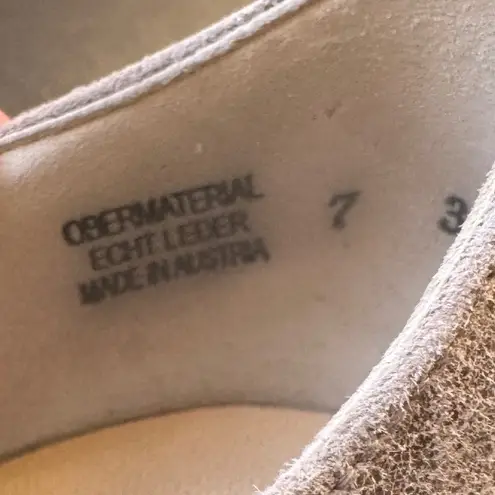 OBERMATERIAL
ECHT LEDER
MADE IN AUSTRIA
7 3